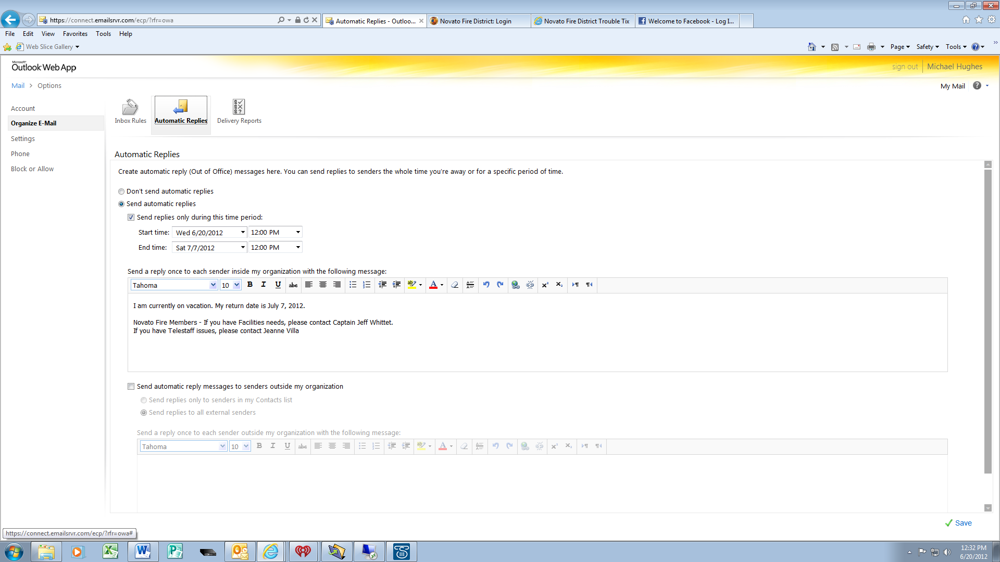 https://connect.emailsrvr.com/ecp/?rfr=owa
Automatic Replies - Outloo...
Novato Fire District: Login
Novato Fire District Trouble Tix
Welcome to Facebook - Log I...
File Edit View Favorites Tools Help
Web Slice Gallery
Page Safety Tools
Microsoft
Outlook Web App
sign out Michael Hughes
Mail > Options
My Mail
Account
Organize E-Mail
Settings
Phone
Block or Allow
Inbox Rules
Automatic Replies
Delivery Reports
Automatic Replies
Create automatic reply (Out of Office) messages here. You can send replies to senders the whole time you're away or for a specific period of time.
Don't send automatic replies
Send automatic replies
Send replies only during this time period:
Start time: Wed 6/20/2012 12:00 PM
End time: Sat 7/7/2012 12:00 PM
Send a reply once to each sender inside my organization with the following message:
Tahoma 10 B I U abc ab A
I am currently on vacation. My return date is July 7, 2012.
Novato Fire Members - If you have Facilities needs, please contact Captain Jeff Whittet.
If you have Telestaff issues, please contact Jeanne Villa
Send automatic reply messages to senders outside my organization
Send replies only to senders in my Contacts list
Send replies to all external senders
Send a reply once to each sender outside my organization with the following message:
Tahoma 10 B I U abc ab A
Save
https://connect.emailsrvr.com/ecp/?rfr=owa#
12:32 PM
6/20/2012